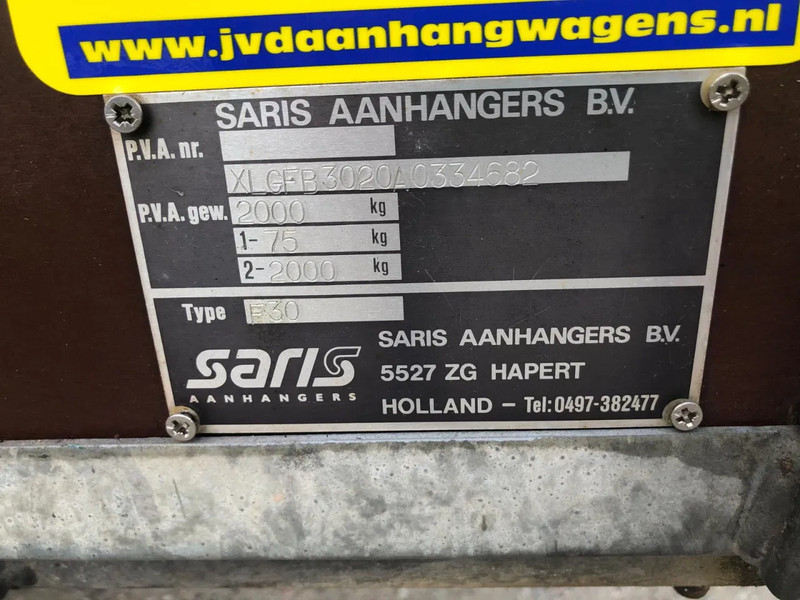 www.jvdaanhangwagens.nl
SARIS AANHANGERS B.V.
P.V.A. nr.
XLGFB3020A0334682
P.V.A. gew. 2000 kg
1- 75 kg
2- 2000 kg
Type F30
saris
AANHANGERS
SARIS AANHANGERS B.V.
5527 ZG HAPERT
HOLLAND – Tel: 0497-382477